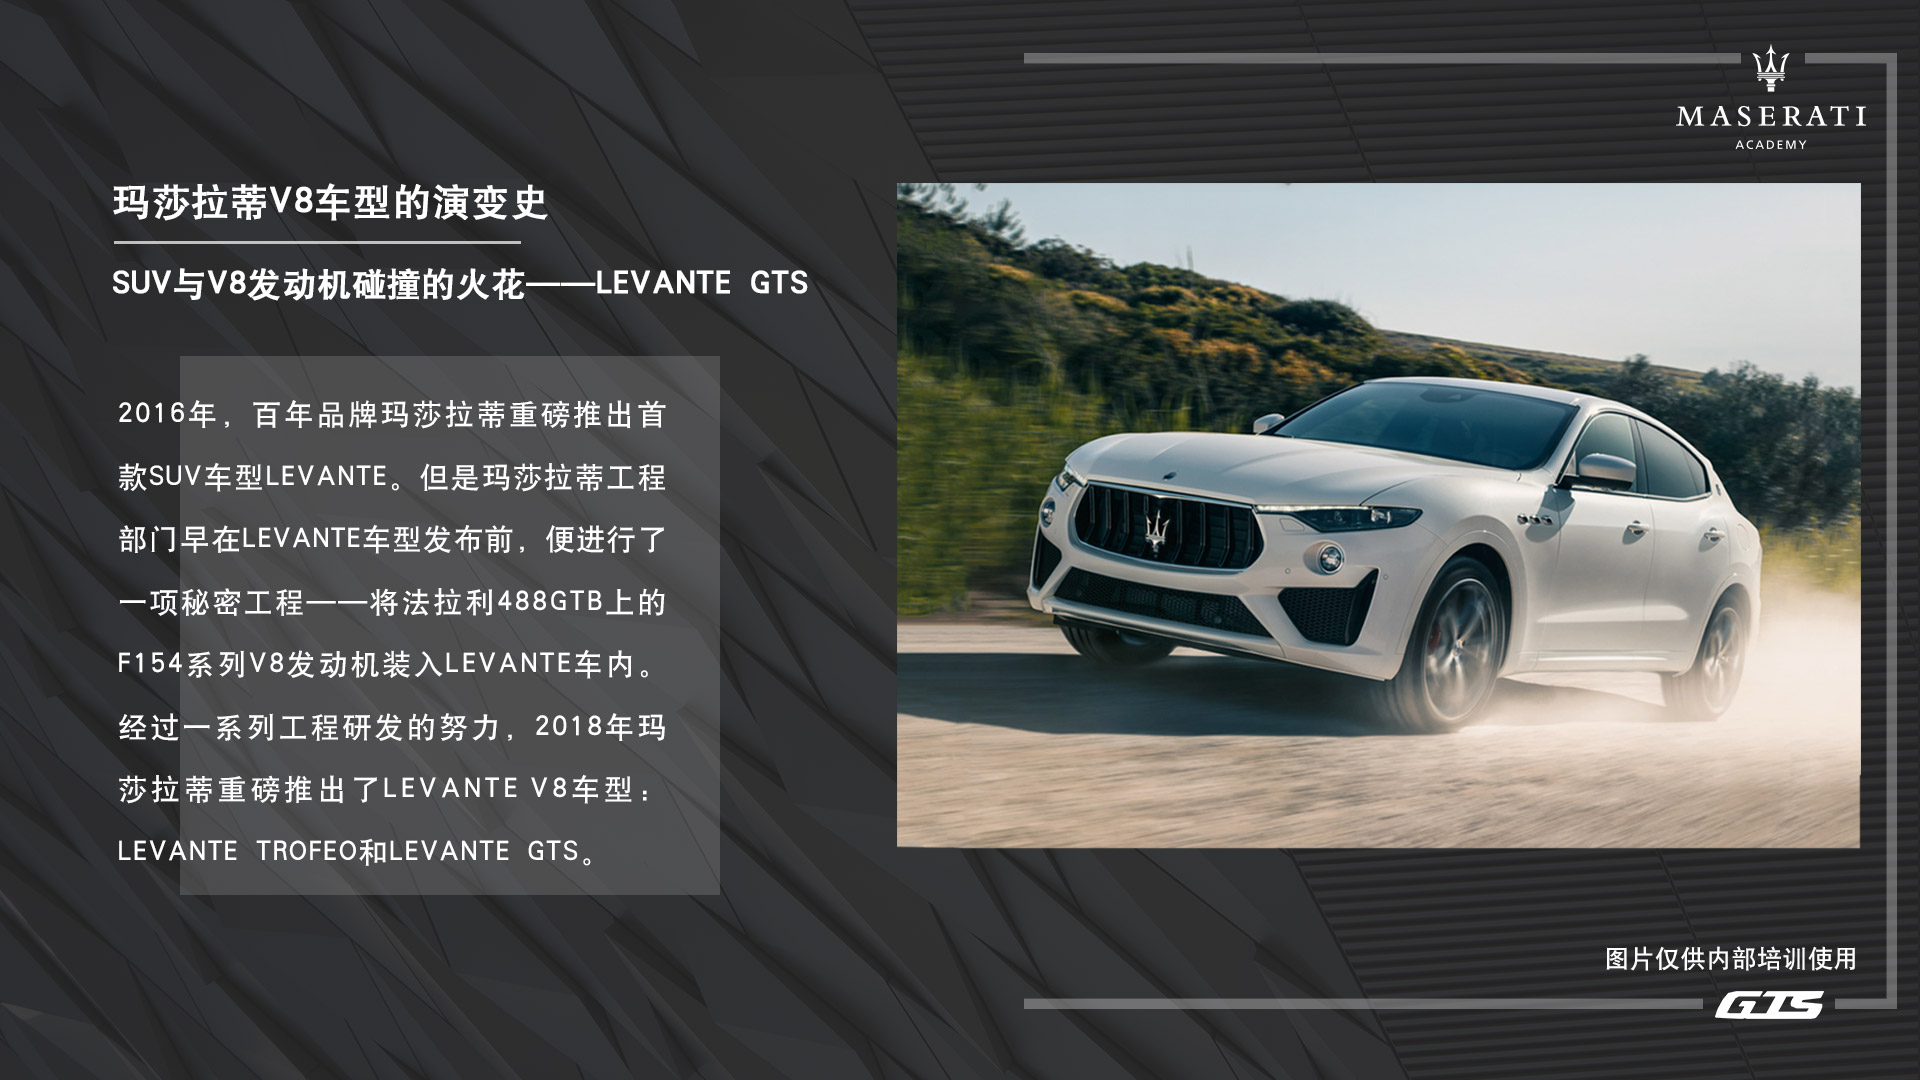 MASERATI
ACADEMY
玛莎拉蒂V8车型的演变史
SUV与V8发动机碰撞的火花——LEVANTE GTS
2016年，百年品牌玛莎拉蒂重磅推出首
款SUV车型LEVANTE。但是玛莎拉蒂工程
部门早在LEVANTE车型发布前，便进行了
一项秘密工程——将法拉利488GTB上的
F154系列V8发动机装入LEVANTE车内。
经过一系列工程研发的努力，2018年玛
莎拉蒂重磅推出了LEVANTE V8车型：
LEVANTE TROFEO和LEVANTE GTS。
图片仅供内部培训使用
GTS